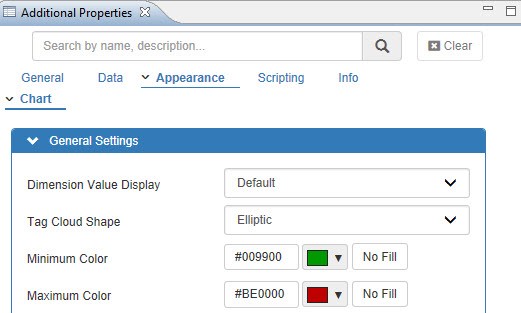 Additional Properties
Search by name, description... Clear
General Data Appearance Scripting Info
Chart
General Settings
Dimension Value Display Default
Tag Cloud Shape Elliptic
Minimum Color #009900 No Fill
Maximum Color #BE0000 No Fill